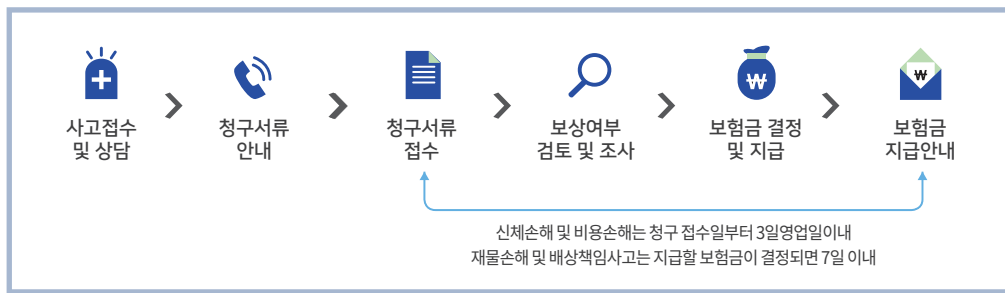 사고접수
및 상담
청구서류
안내
청구서류
접수
보상여부
검토 및 조사
보험금 결정
및 지급
보험금
지급안내
신체손해 및 비용손해는 청구 접수일부터 3일영업일이내
재물손해 및 배상책임사고는 지급할 보험금이 결정되면 7일 이내